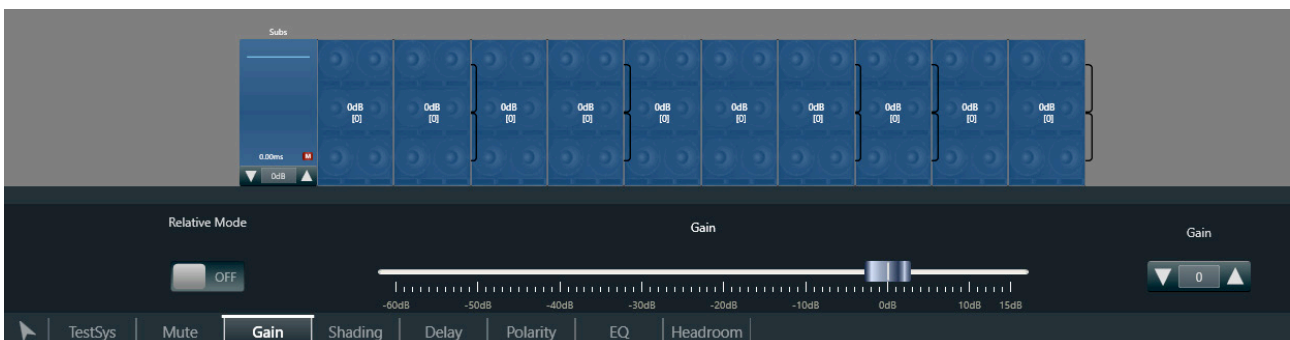 Subs
0dB 0dB 0dB 0dB 0dB 0dB 0dB 0dB 0dB 0dB
[0] [0] [0] [0] [0] [0] [0] [0] [0] [0]
0.00ms M
0dB
Relative Mode
Gain
Gain
OFF
0
-60dB -50dB -40dB -30dB -20dB -10dB 0dB 10dB 15dB
TestSys Mute Gain Shading Delay Polarity EQ Headroom